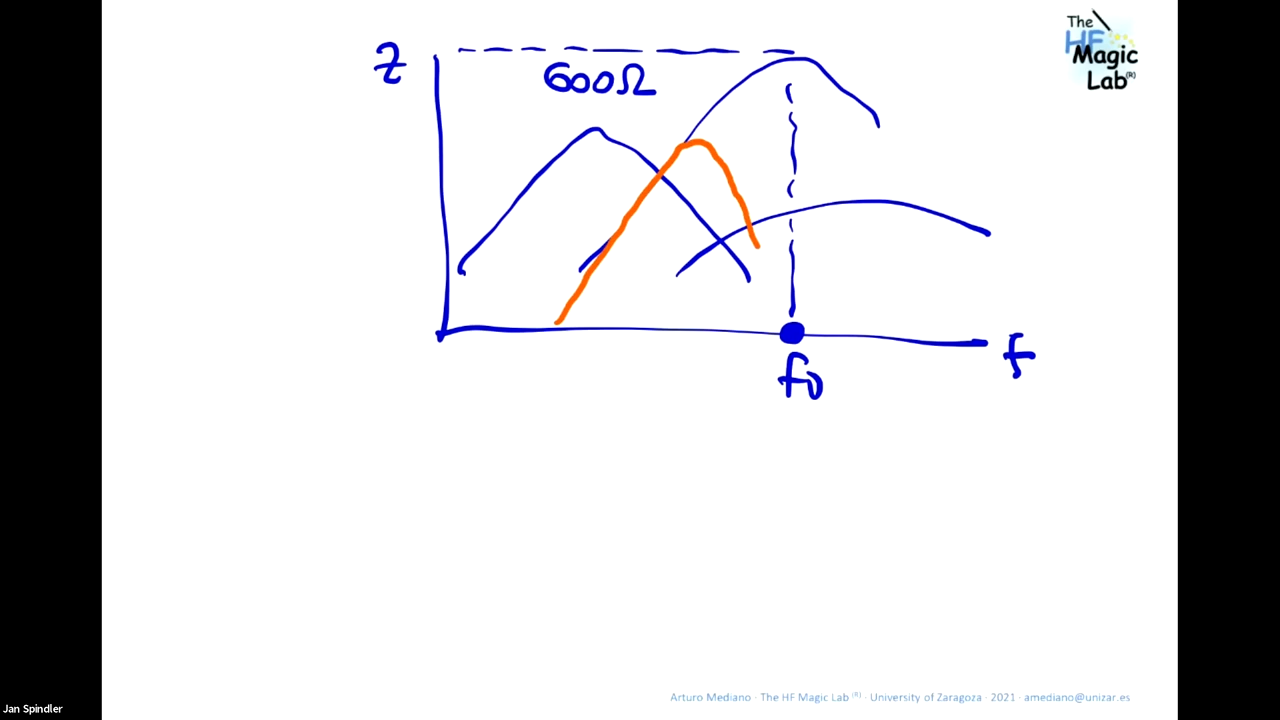 The
HF
Magic
Lab(R)
Z
600Ω
f
f0
Arturo Mediano · The HF Magic Lab (R) · University of Zaragoza · 2021 · amediano@unizar.es
Jan Spindler